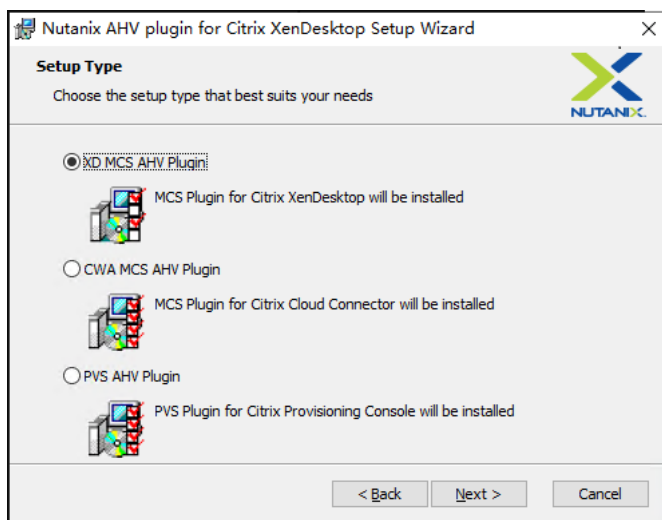 Nutanix AHV plugin for Citrix XenDesktop Setup Wizard
Setup Type
Choose the setup type that best suits your needs
NUTANIX.
XD MCS AHV Plugin
MCS Plugin for Citrix XenDesktop will be installed
CWA MCS AHV Plugin
MCS Plugin for Citrix Cloud Connector will be installed
PVS AHV Plugin
PVS Plugin for Citrix Provisioning Console will be installed
< Back Next > Cancel